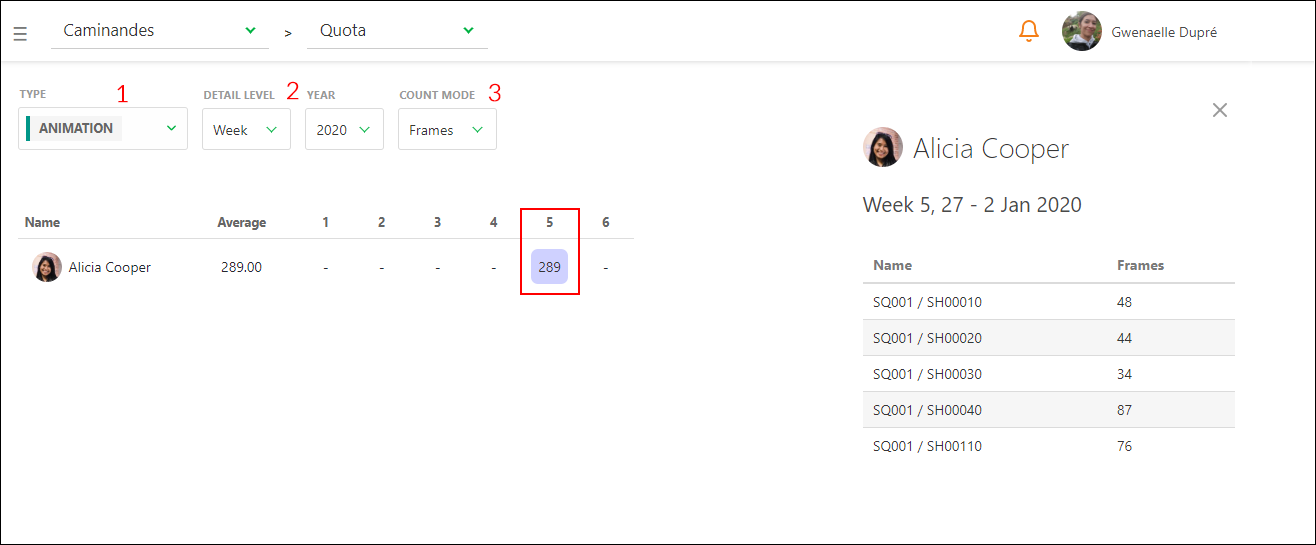 Caminandes > Quota Gwenaelle Dupré
TYPE 1 DETAIL LEVEL 2 YEAR COUNT MODE 3
ANIMATION Week 2020 Frames
Alicia Cooper
Week 5, 27 - 2 Jan 2020
Name Average 1 2 3 4 5 6
Alicia Cooper 289.00 - - - - 289 -
Name Frames
SQ001 / SH00010 48
SQ001 / SH00020 44
SQ001 / SH00030 34
SQ001 / SH00040 87
SQ001 / SH00110 76